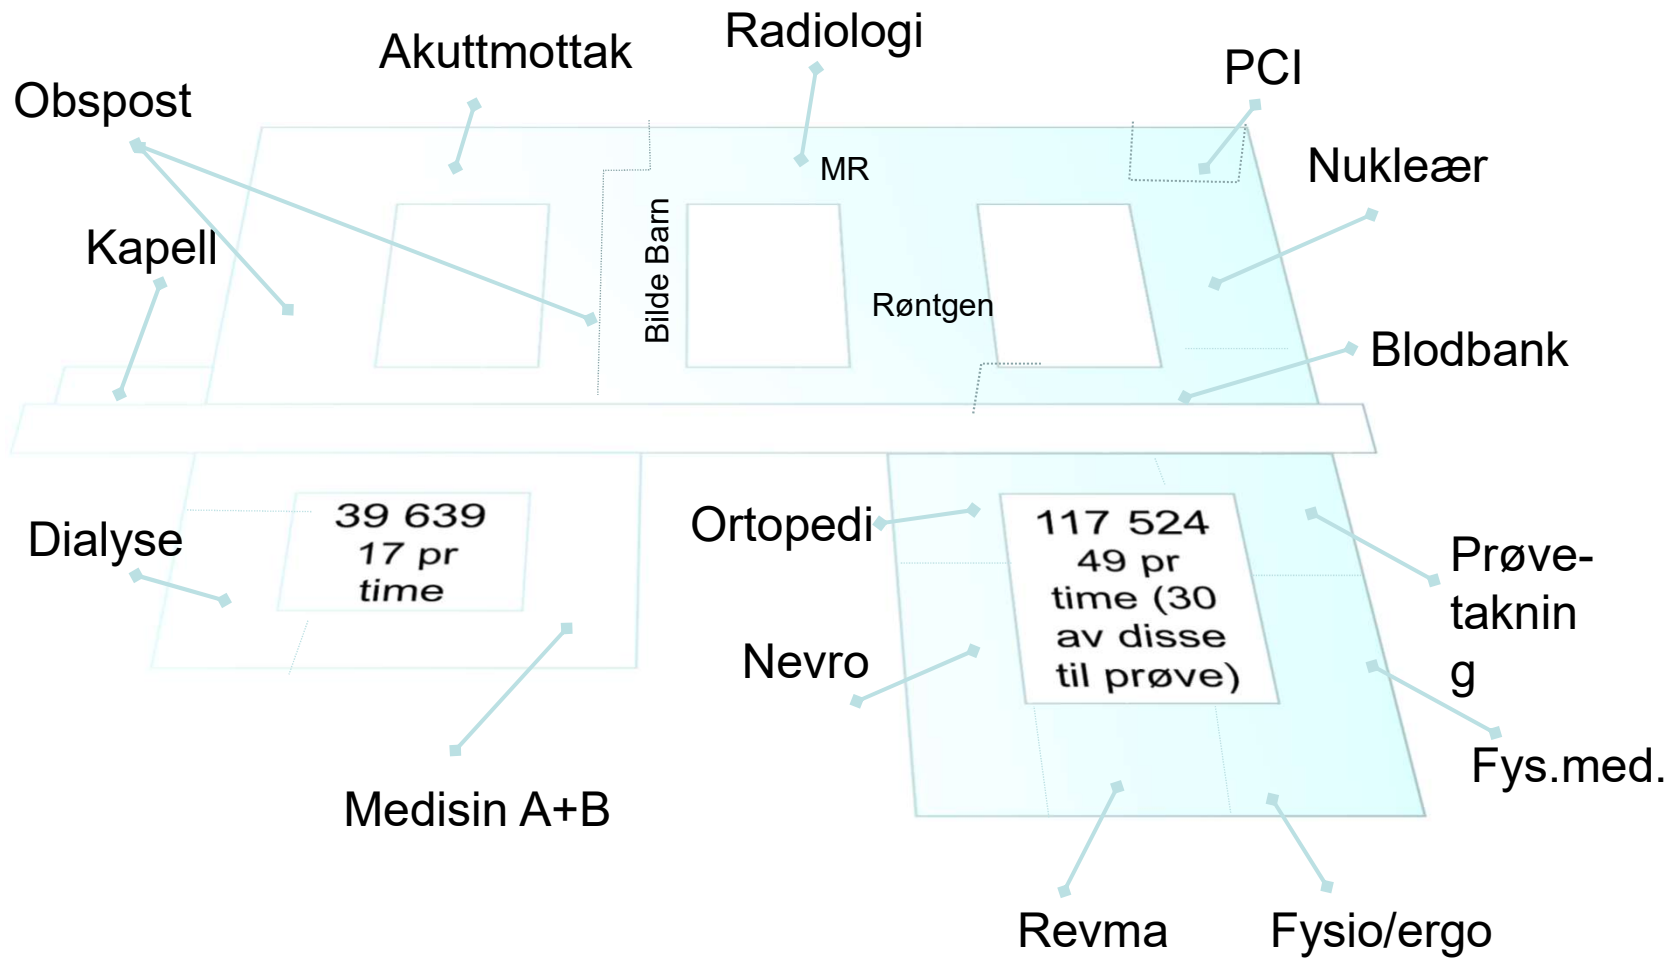 Radiologi
Akuttmottak
PCI
Obspost
MR
Nukleær
Kapell
Bilde Barn
Røntgen
Blodbank
39 639
17 pr
time
Dialyse
Medisin A+B
Ortopedi
117 524
49 pr
time (30
av disse
til prøve)
Prøve-
taknin
g
Nevro
Fys.med.
Revma
Fysio/ergo